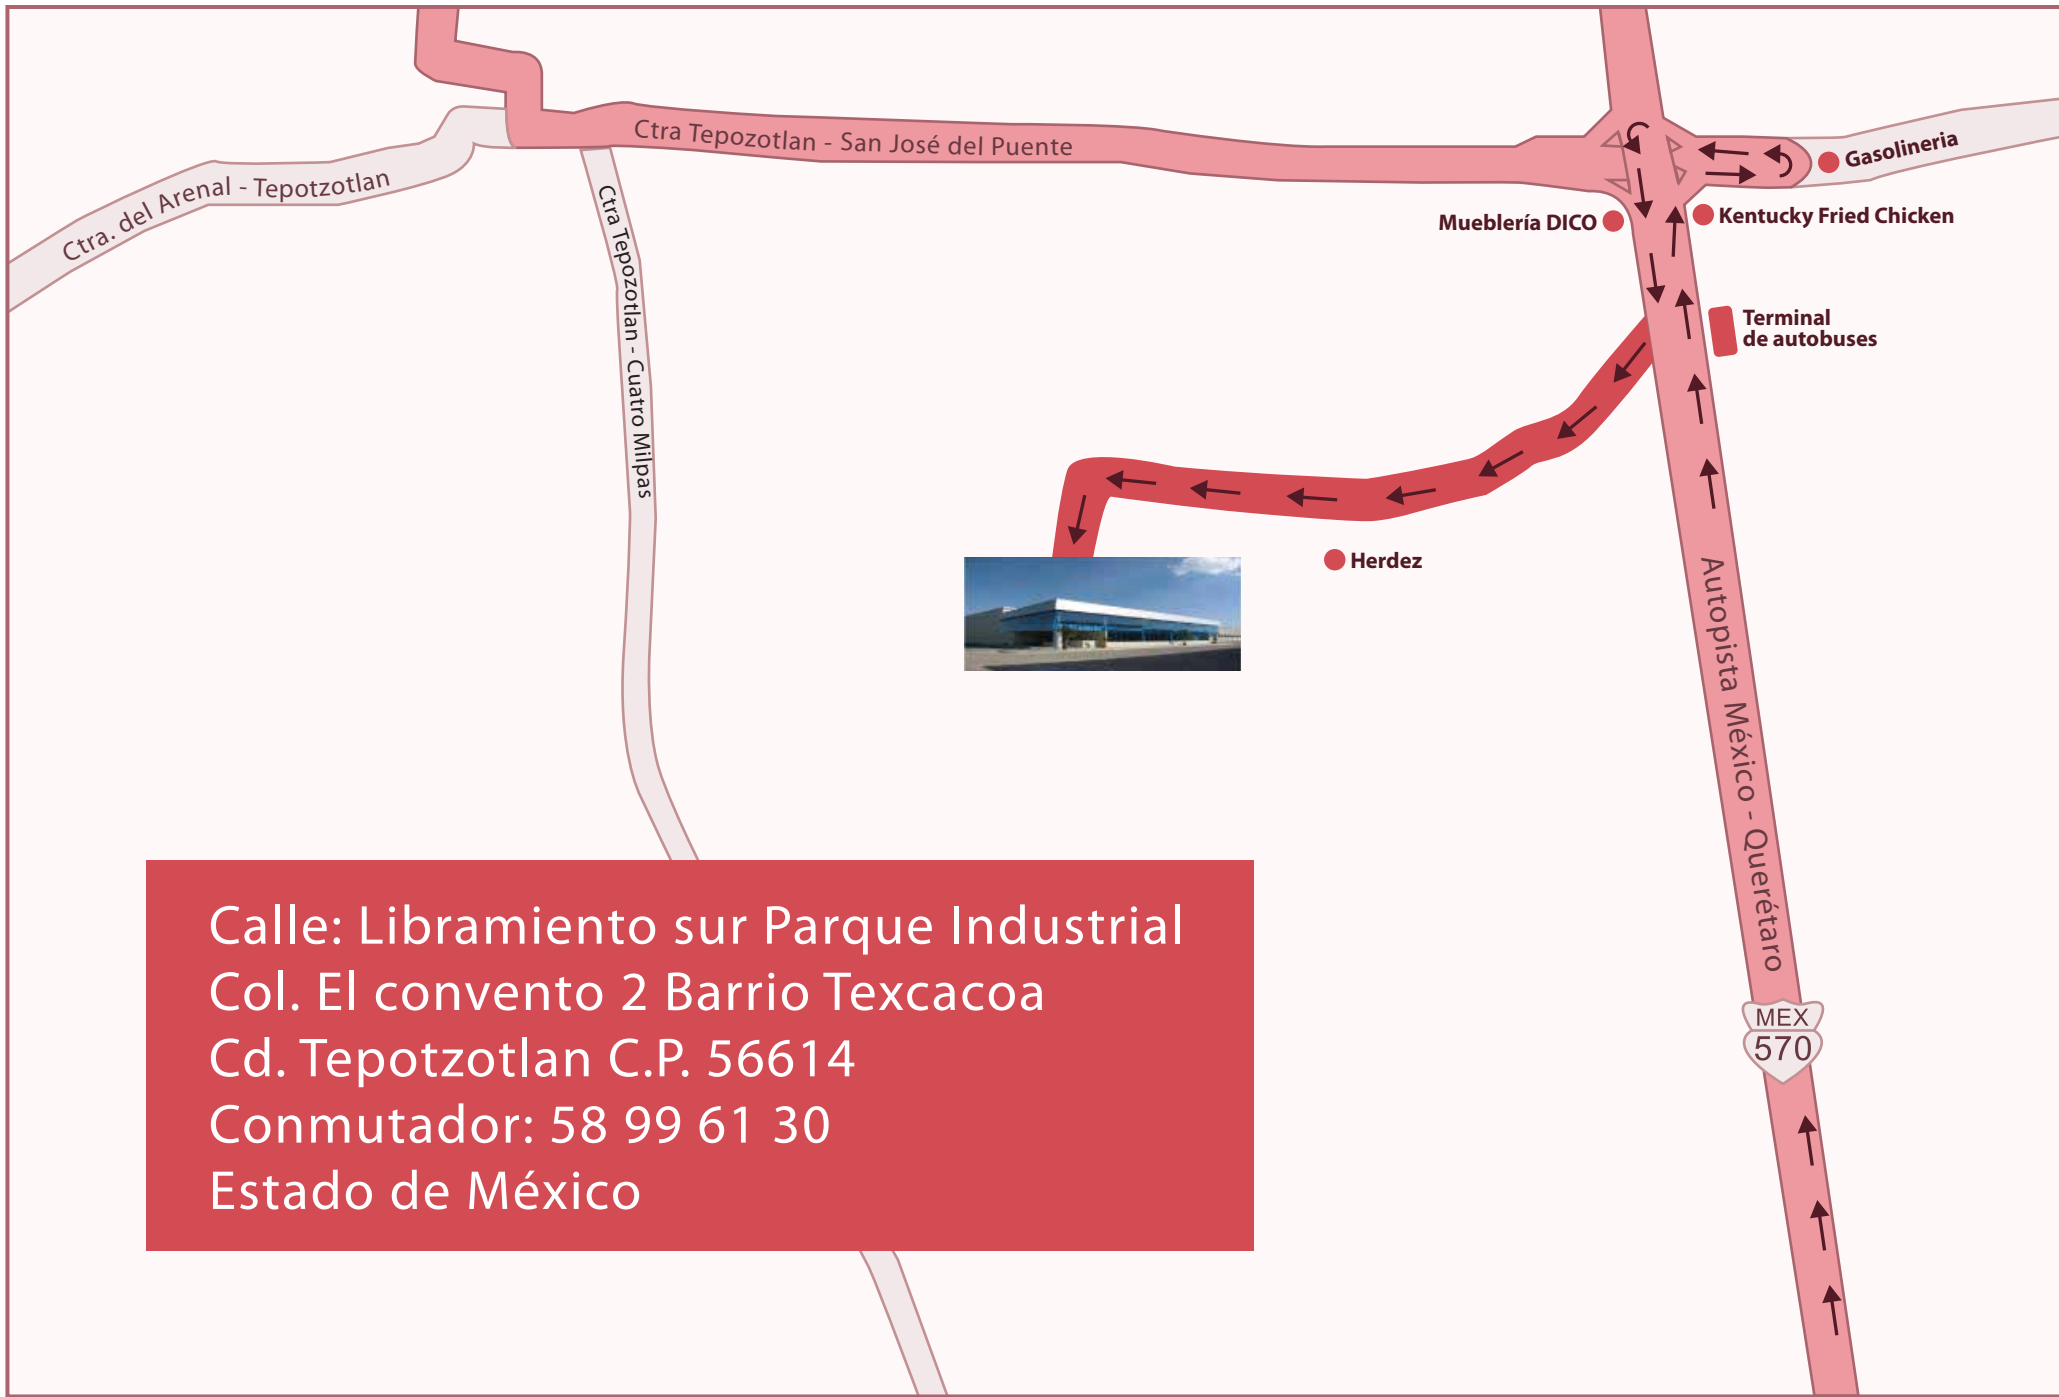 Ctra Tepozotlan - San José del Puente
Ctra. del Arenal - Tepotzotlan
Ctra Tepozotlan - Cuatro Milpas
Gasolineria
Mueblería DICO
Kentucky Fried Chicken
Terminal
de autobuses
Herdez
Autopista México - Querétaro
MEX
570
Calle: Libramiento sur Parque Industrial
Col. El convento 2 Barrio Texcacoa
Cd. Tepotzotlan C.P. 56614
Conmutador: 58 99 61 30
Estado de México